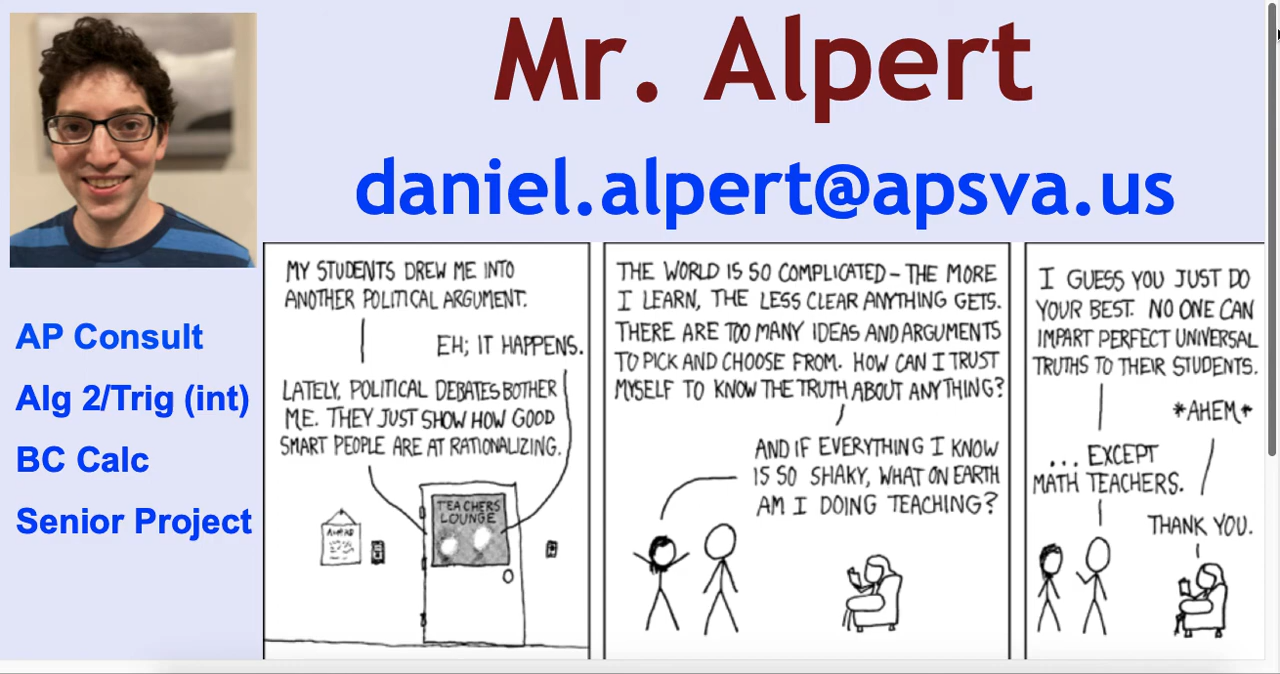 Mr. Alpert
daniel.alpert@apsva.us
AP Consult
Alg 2/Trig (int)
BC Calc
Senior Project
MY STUDENTS DREW ME INTO
ANOTHER POLITICAL ARGUMENT.
EH; IT HAPPENS.
LATELY, POLITICAL DEBATES BOTHER
ME. THEY JUST SHOW HOW GOOD
SMART PEOPLE ARE AT RATIONALIZING.
TEACHERS
LOUNGE
THE WORLD IS SO COMPLICATED – THE MORE
I LEARN, THE LESS CLEAR ANYTHING GETS.
THERE ARE TOO MANY IDEAS AND ARGUMENTS
TO PICK AND CHOOSE FROM. HOW CAN I TRUST
MYSELF TO KNOW THE TRUTH ABOUT ANYTHING?
AND IF EVERYTHING I KNOW
IS SO SHAKY, WHAT ON EARTH
AM I DOING TEACHING?
I GUESS YOU JUST DO
YOUR BEST. NO ONE CAN
IMPART PERFECT UNIVERSAL
TRUTHS TO THEIR STUDENTS.
*AHEM*
... EXCEPT
MATH TEACHERS.
THANK YOU.